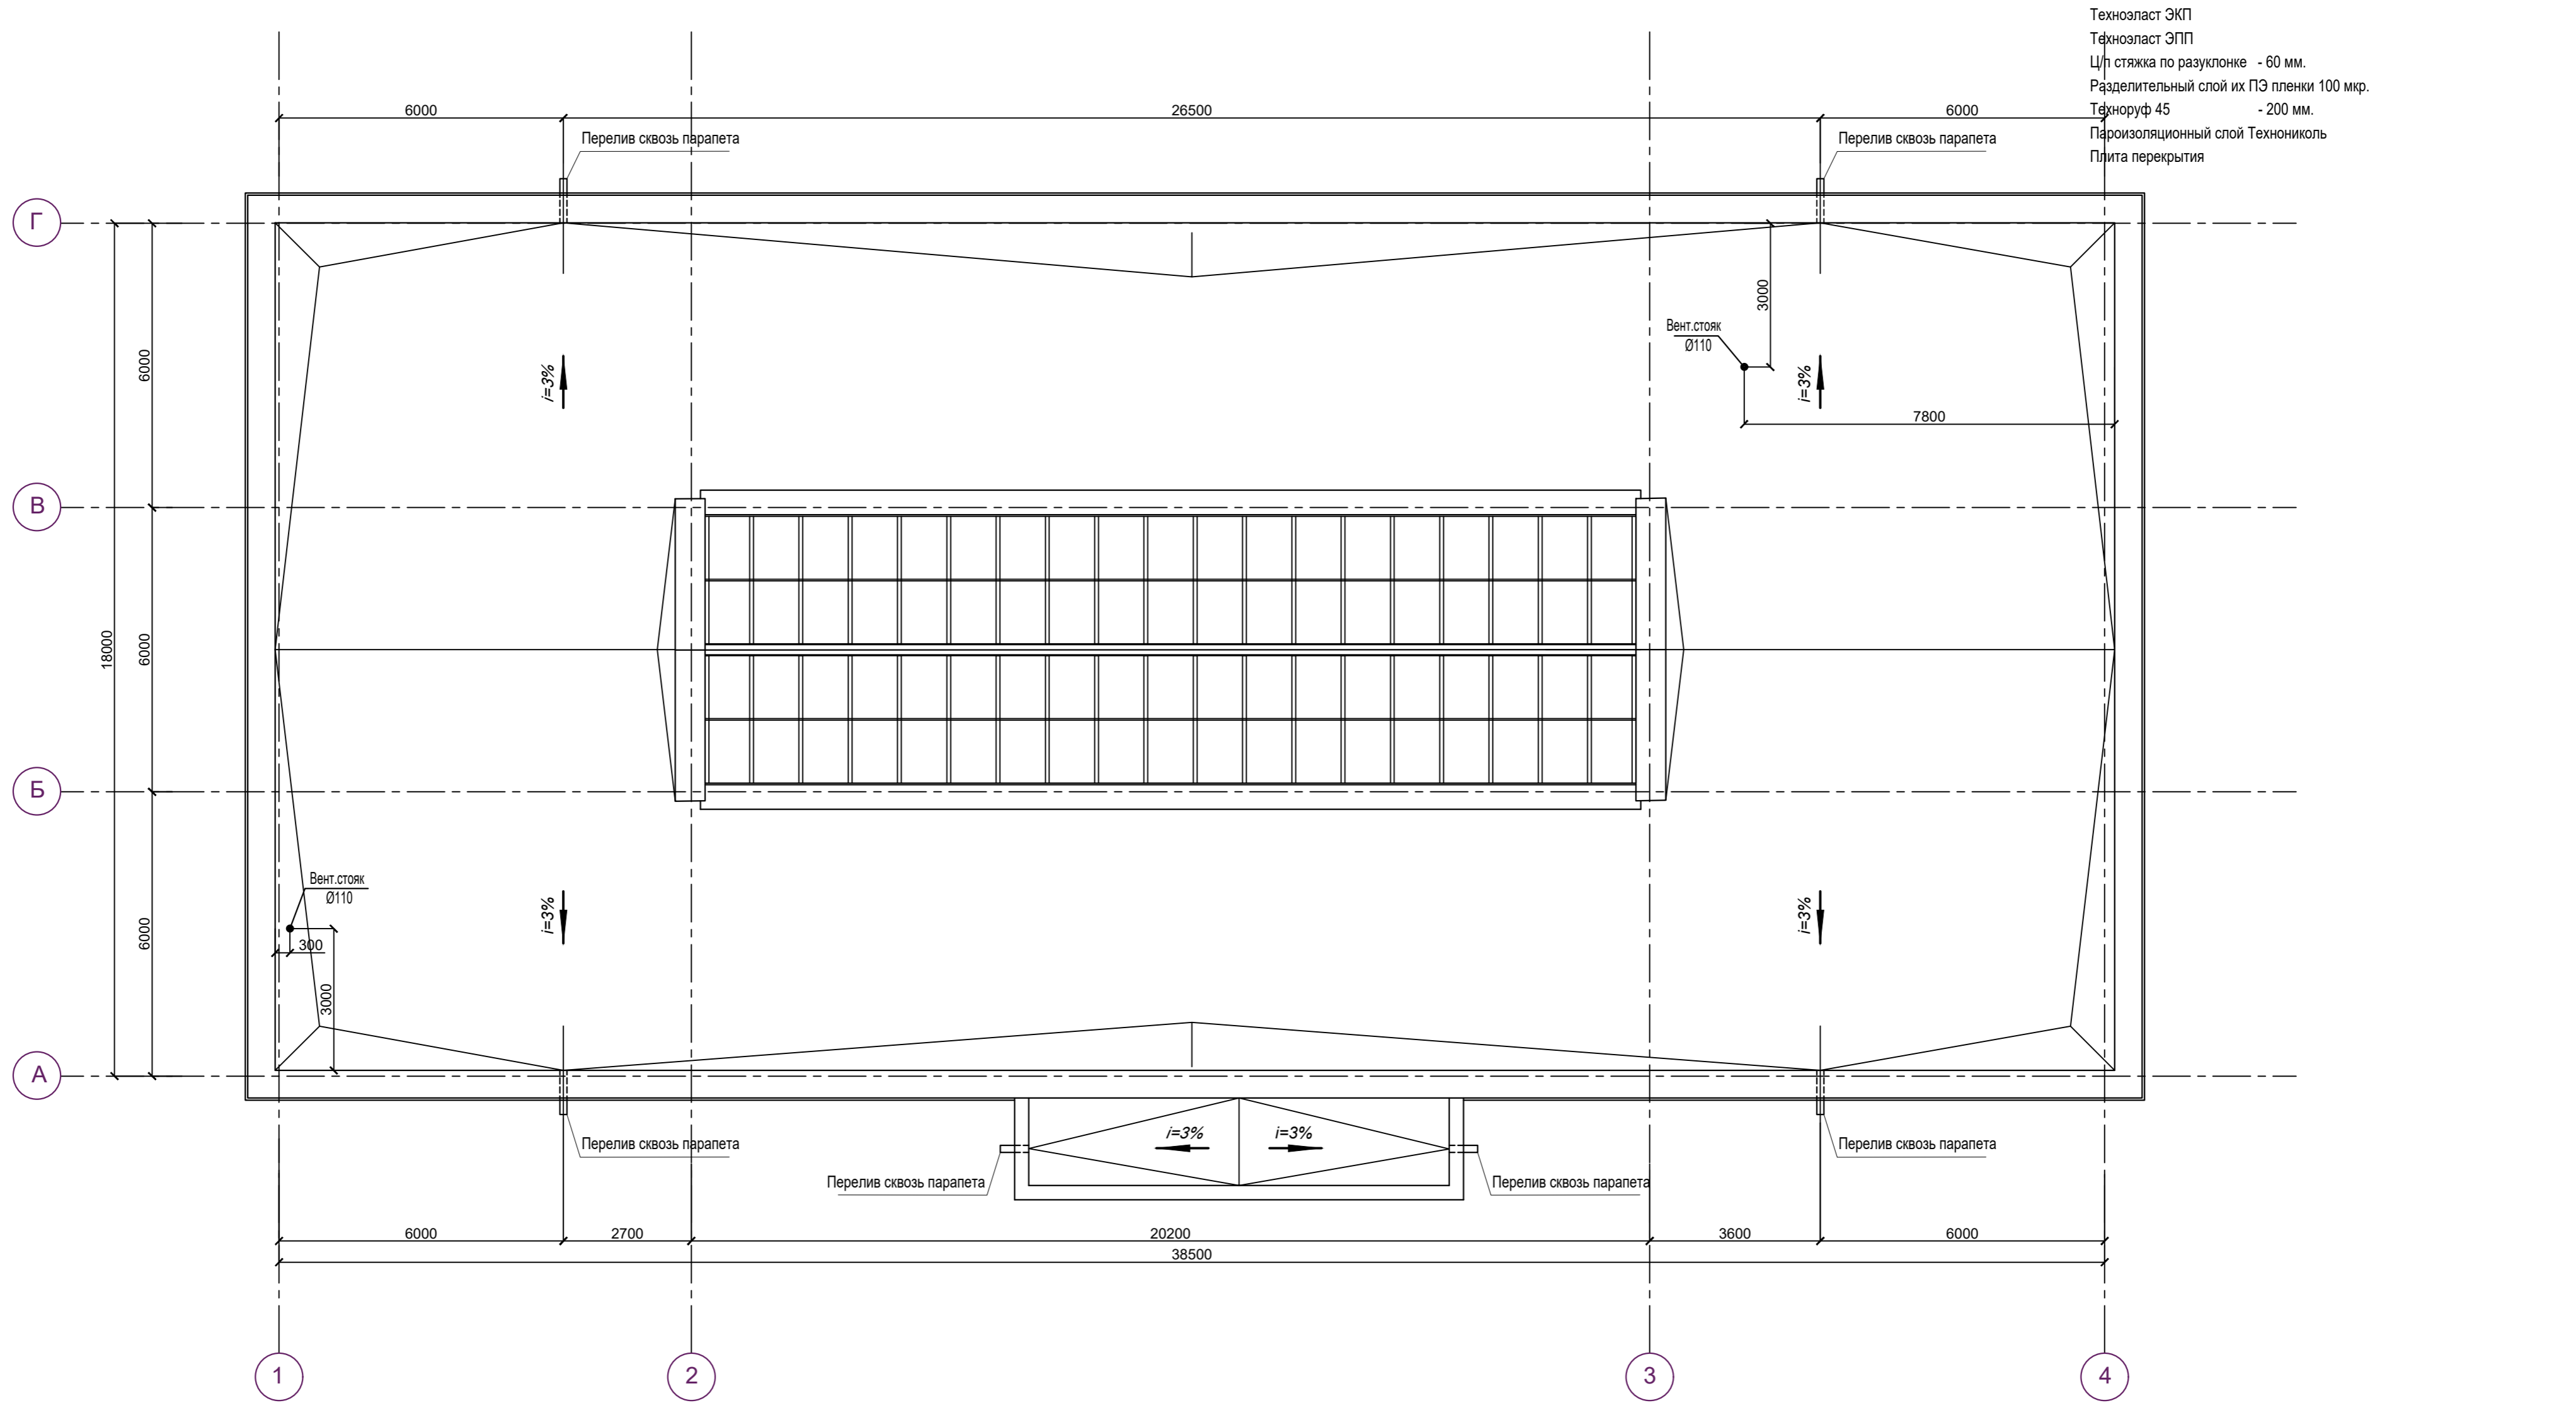 Техноэласт ЭКП
Техноэласт ЭПП
Ц/п стяжка по разуклонке - 60 мм.
Разделительный слой их ПЭ пленки 100 мкр.
Техноруф 45 - 200 мм.
Пароизоляционный слой Технониколь
Плита перекрытия
6000
26500
6000
Перелив сквозь парапета
Перелив сквозь парапета
Г
3000
Вент.стояк
Ø110
6000
i=3%
i=3%
7800
В
18000
6000
Б
Вент.стояк
Ø110
300
3000
6000
i=3%
i=3%
А
Перелив сквозь парапета
i=3%
i=3%
Перелив сквозь парапета
Перелив сквозь парапета
Перелив сквозь парапета
6000
2700
20200
3600
6000
38500
1
2
3
4